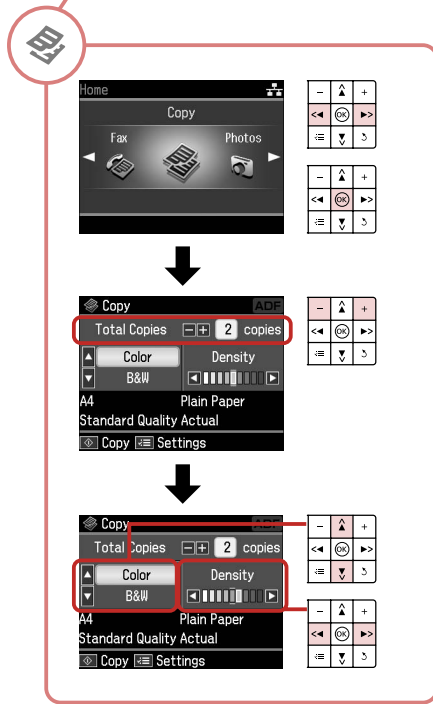 Home
Copy
Fax Photos
- +
OK
- +
OK
Copy ADF
Total Copies - + 2 copies
Color Density
B&W
A4 Plain Paper
Standard Quality Actual
Copy Settings
- +
OK
Copy ADF
Total Copies - + 2 copies
Color Density
B&W
A4 Plain Paper
Standard Quality Actual
Copy Settings
- +
OK
- +
OK